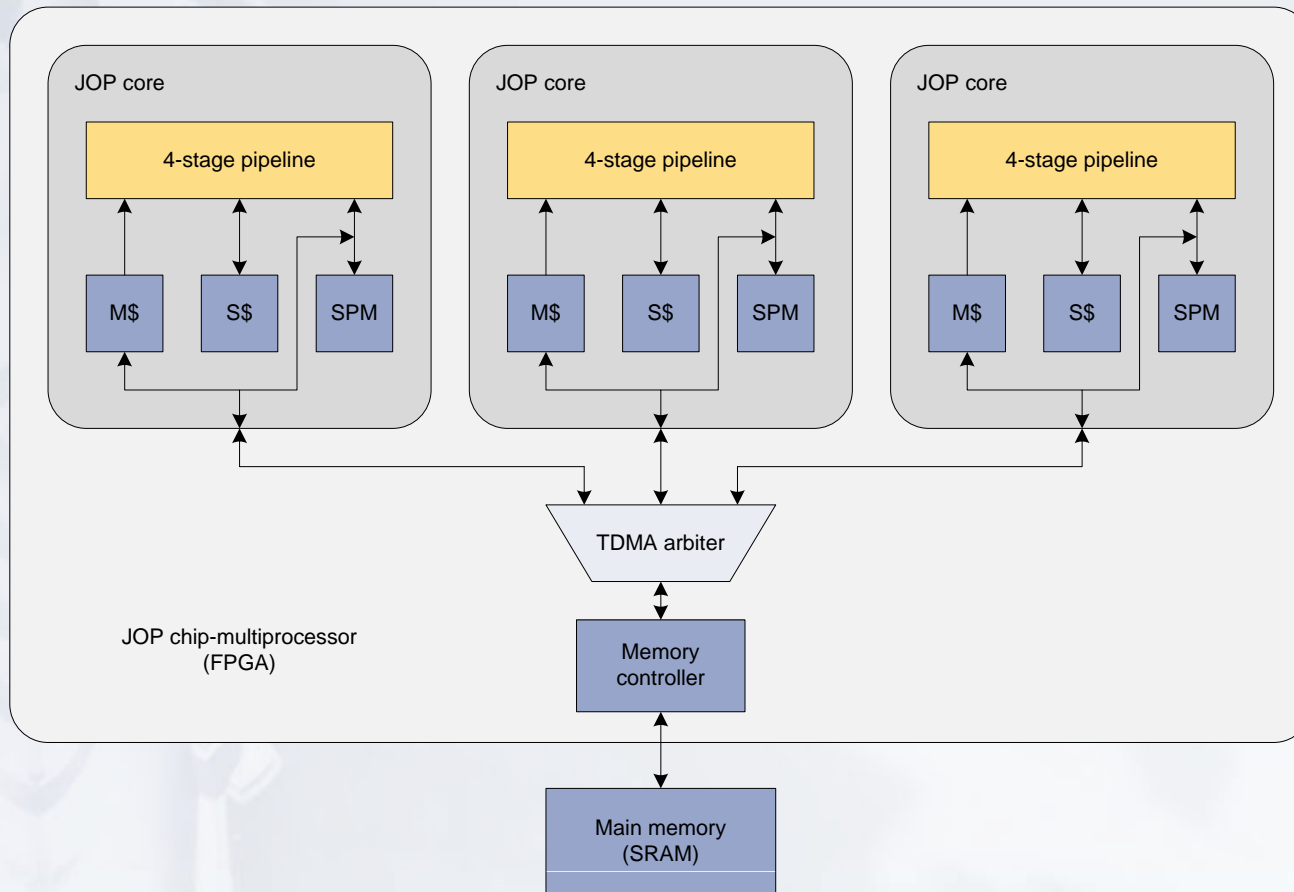 JOP core
4-stage pipeline
M$
S$
SPM
JOP core
4-stage pipeline
M$
S$
SPM
JOP core
4-stage pipeline
M$
S$
SPM
TDMA arbiter
JOP chip-multiprocessor
(FPGA)
Memory
controller
Main memory
(SRAM)